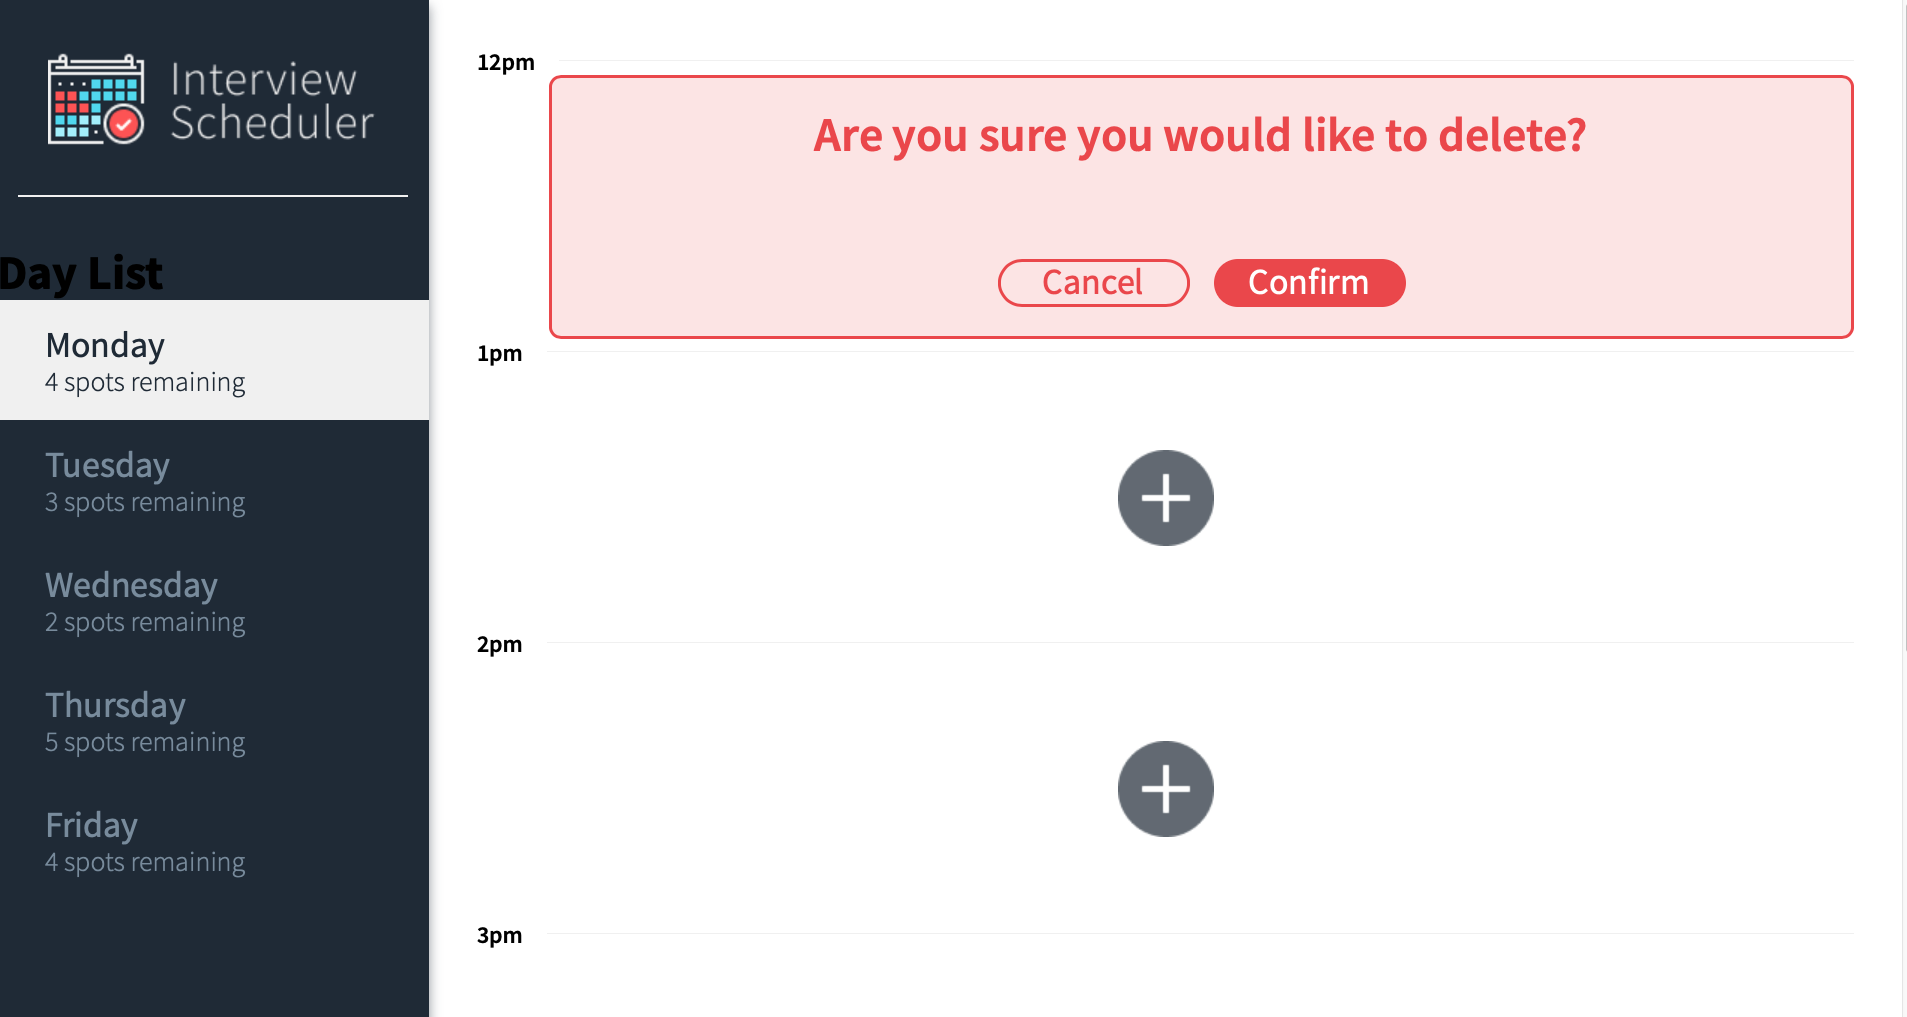 Interview
Scheduler
Day List
Monday
4 spots remaining
Tuesday
3 spots remaining
Wednesday
2 spots remaining
Thursday
5 spots remaining
Friday
4 spots remaining
12pm
Are you sure you would like to delete?
Cancel Confirm
1pm
2pm
3pm